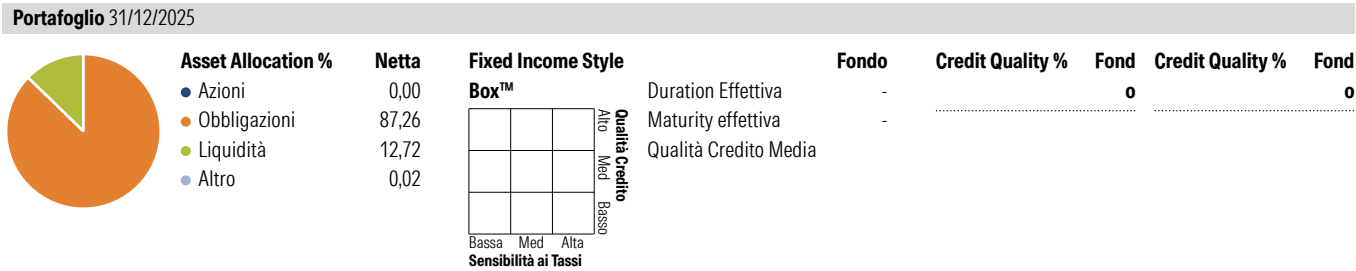 Portafoglio 31/12/2025
Asset Allocation % Netta
Azioni 0,00
Obbligazioni 87,26
Liquidità 12,72
Altro 0,02
Fixed Income Style
Box™
Alto Med Basso
Qualità Credito
Bassa Med Alta
Sensibilità ai Tassi
Fondo
Duration Effettiva -
Maturity effettiva -
Qualità Credito Media
Credit Quality % Fond
o
Credit Quality % Fond
o